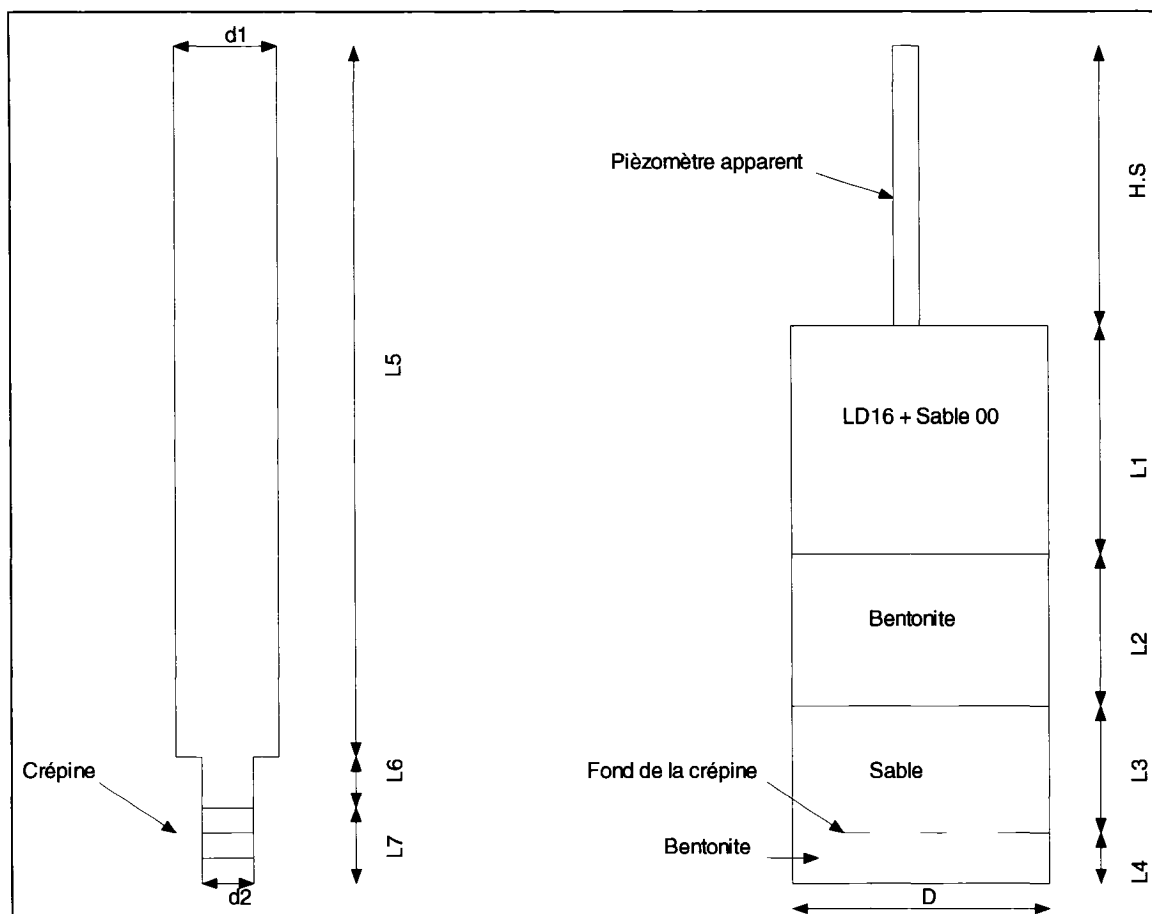 d1
Pièzomètre apparent
H.S
L5
LD16 + Sable 00
L1
Bentonite
L2
Crépine
L6
Fond de la crépine
Sable
L3
L7
Bentonite
L4
d2
D